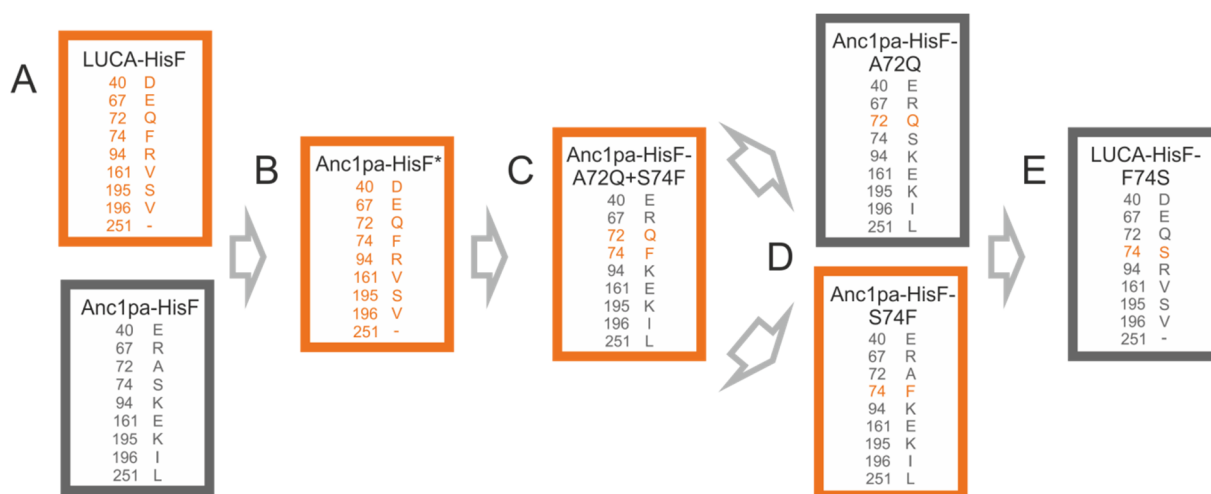 A
LUCA-HisF
40 D
67 E
72 Q
74 F
94 R
161 V
195 S
196 V
251 -
Anc1pa-HisF
40 E
67 R
72 A
74 S
94 K
161 E
195 K
196 I
251 L
B
Anc1pa-HisF*
40 D
67 E
72 Q
74 F
94 R
161 V
195 S
196 V
251 -
C
Anc1pa-HisF-
A72Q+S74F
40 E
67 R
72 Q
74 F
94 K
161 E
195 K
196 I
251 L
D
Anc1pa-HisF-
A72Q
40 E
67 R
72 Q
74 S
94 K
161 E
195 K
196 I
251 L
Anc1pa-HisF-
S74F
40 E
67 R
72 A
74 F
94 K
161 E
195 K
196 I
251 L
E
LUCA-HisF-
F74S
40 D
67 E
72 Q
74 S
94 R
161 V
195 S
196 V
251 -